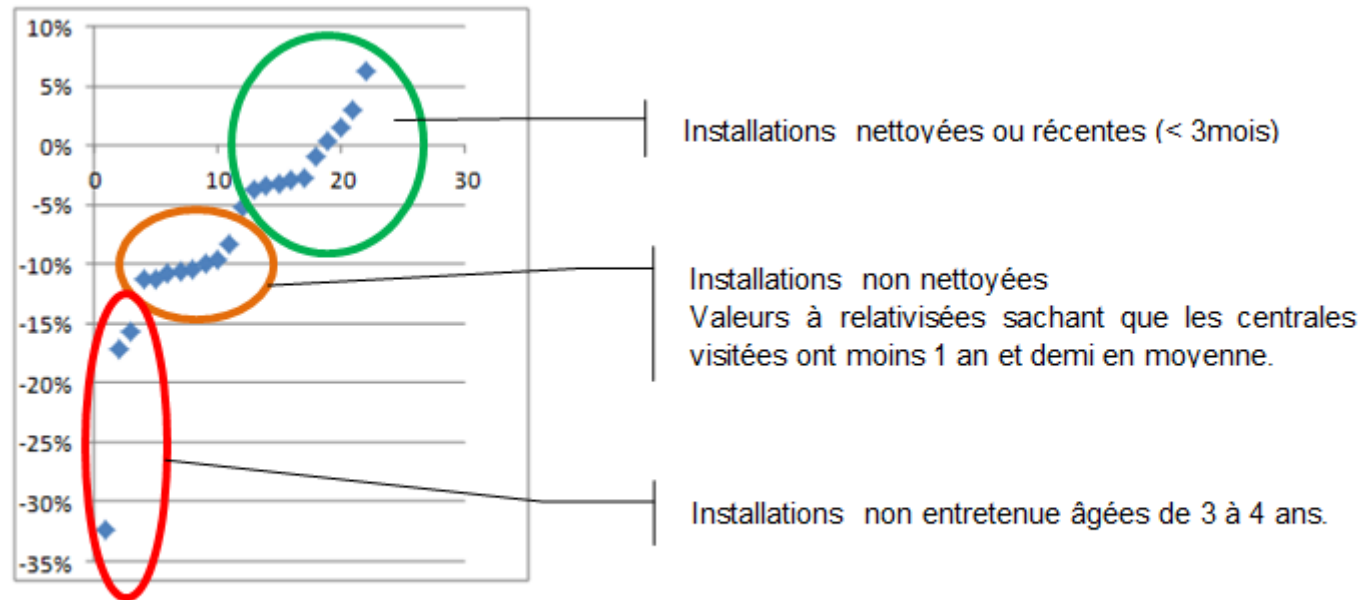 10%
5%
0%
0 10 20 30
-5%
-10%
-15%
-20%
-25%
-30%
-35%
Installations nettoyées ou récentes (< 3mois)
Installations non nettoyées
Valeurs à relativisées sachant que les centrales
visitées ont moins 1 an et demi en moyenne.
Installations non entretenue âgées de 3 à 4 ans.